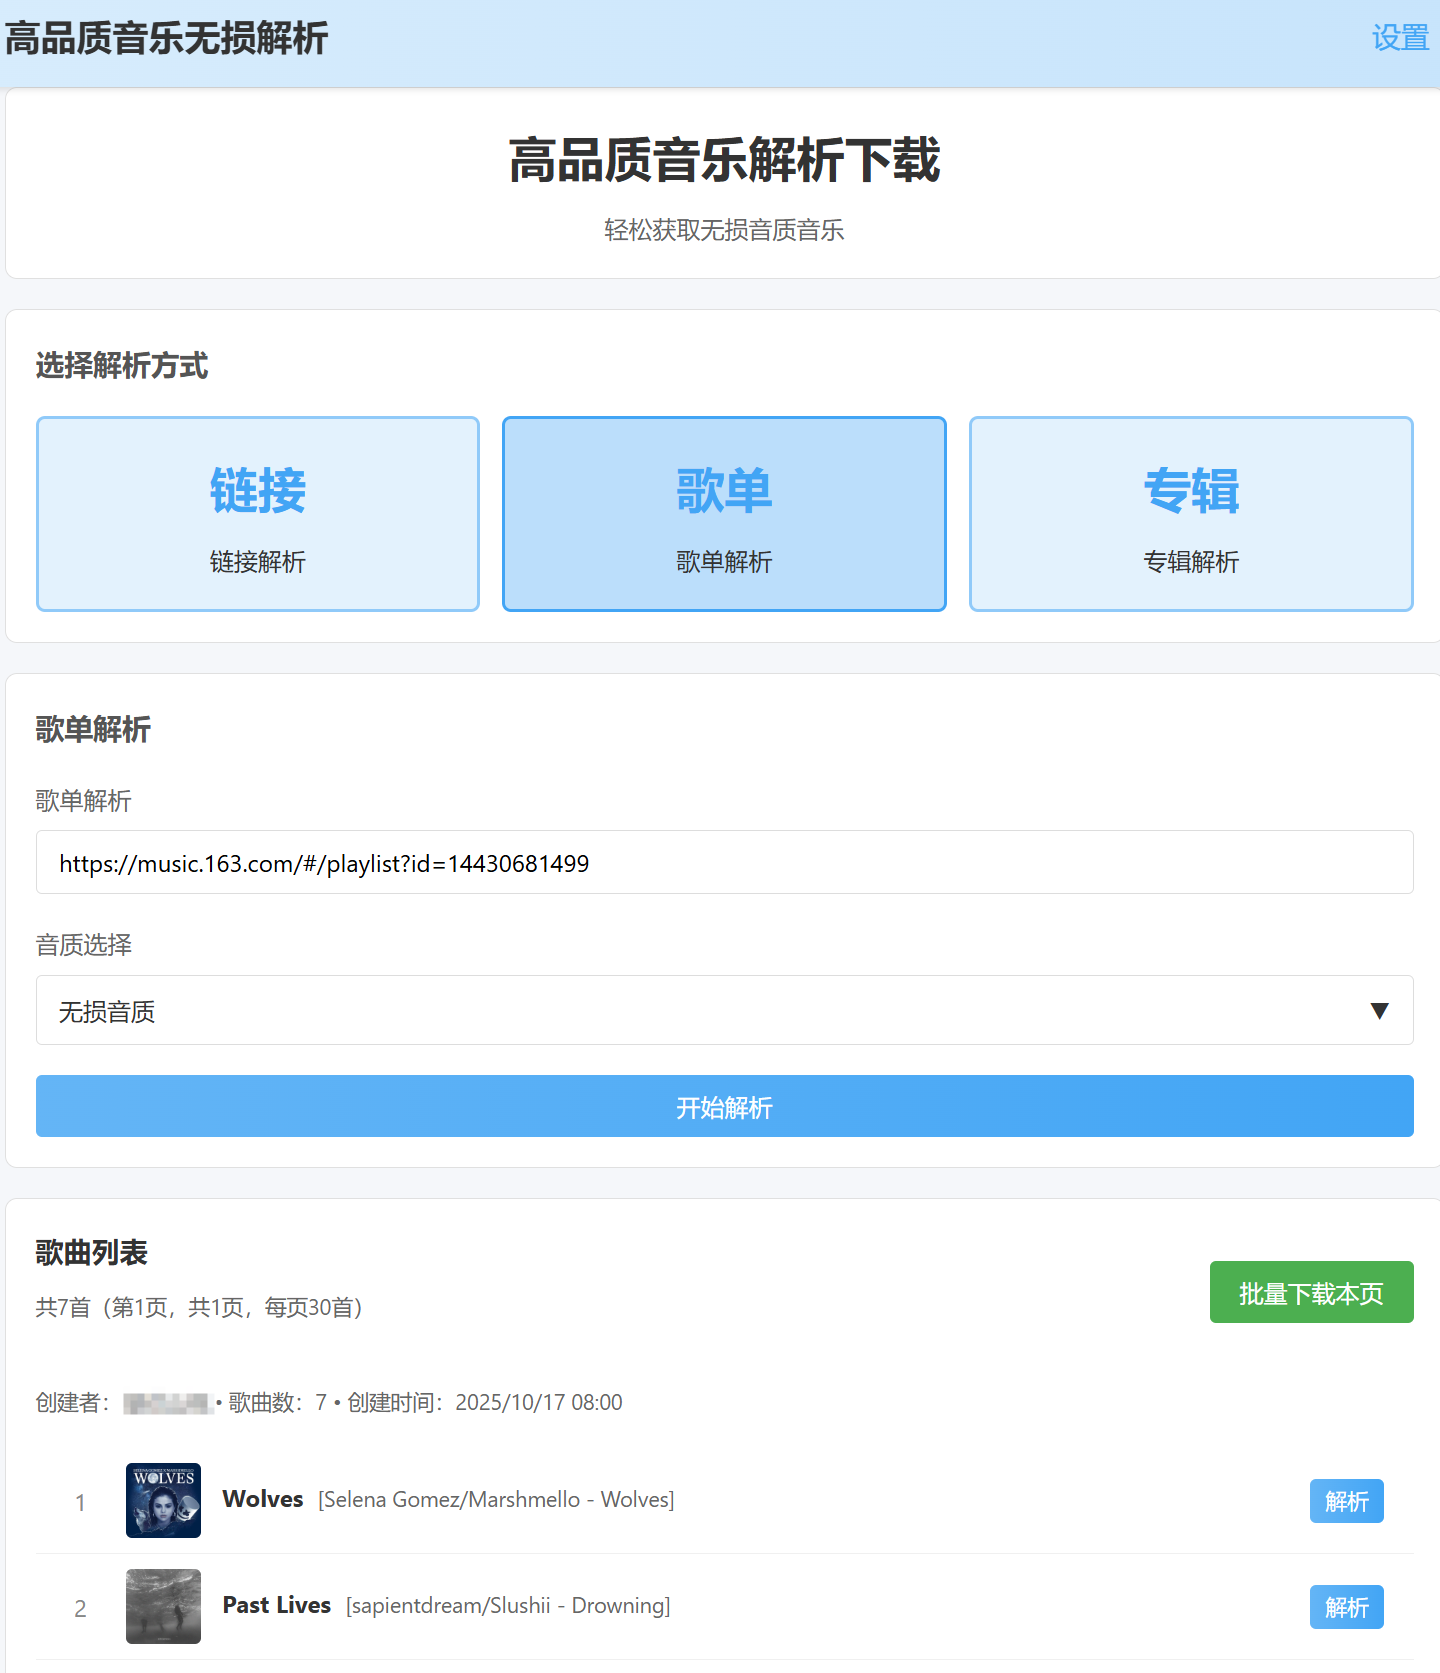 高品质音乐无损解析
设置
高品质音乐解析下载
轻松获取无损音质音乐
选择解析方式
链接
链接解析
歌单
歌单解析
专辑
专辑解析
歌单解析
歌单解析
https://music.163.com/#/playlist?id=14430681499
音质选择
无损音质
开始解析
歌曲列表
共7首（第1页，共1页，每页30首）
批量下载本页
创建者： • 歌曲数：7 • 创建时间：2025/10/17 08:00
WOLVES
1 Wolves [Selena Gomez/Marshmello - Wolves] 解析
2 Past Lives [sapientdream/Slushii - Drowning] 解析